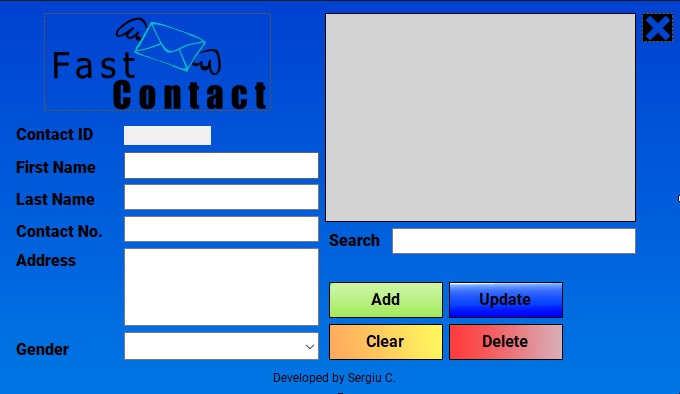 Fast
Contact
Contact ID
First Name
Last Name
Contact No.
Address
Gender
Search
Add
Update
Clear
Delete
Developed by Sergiu C.